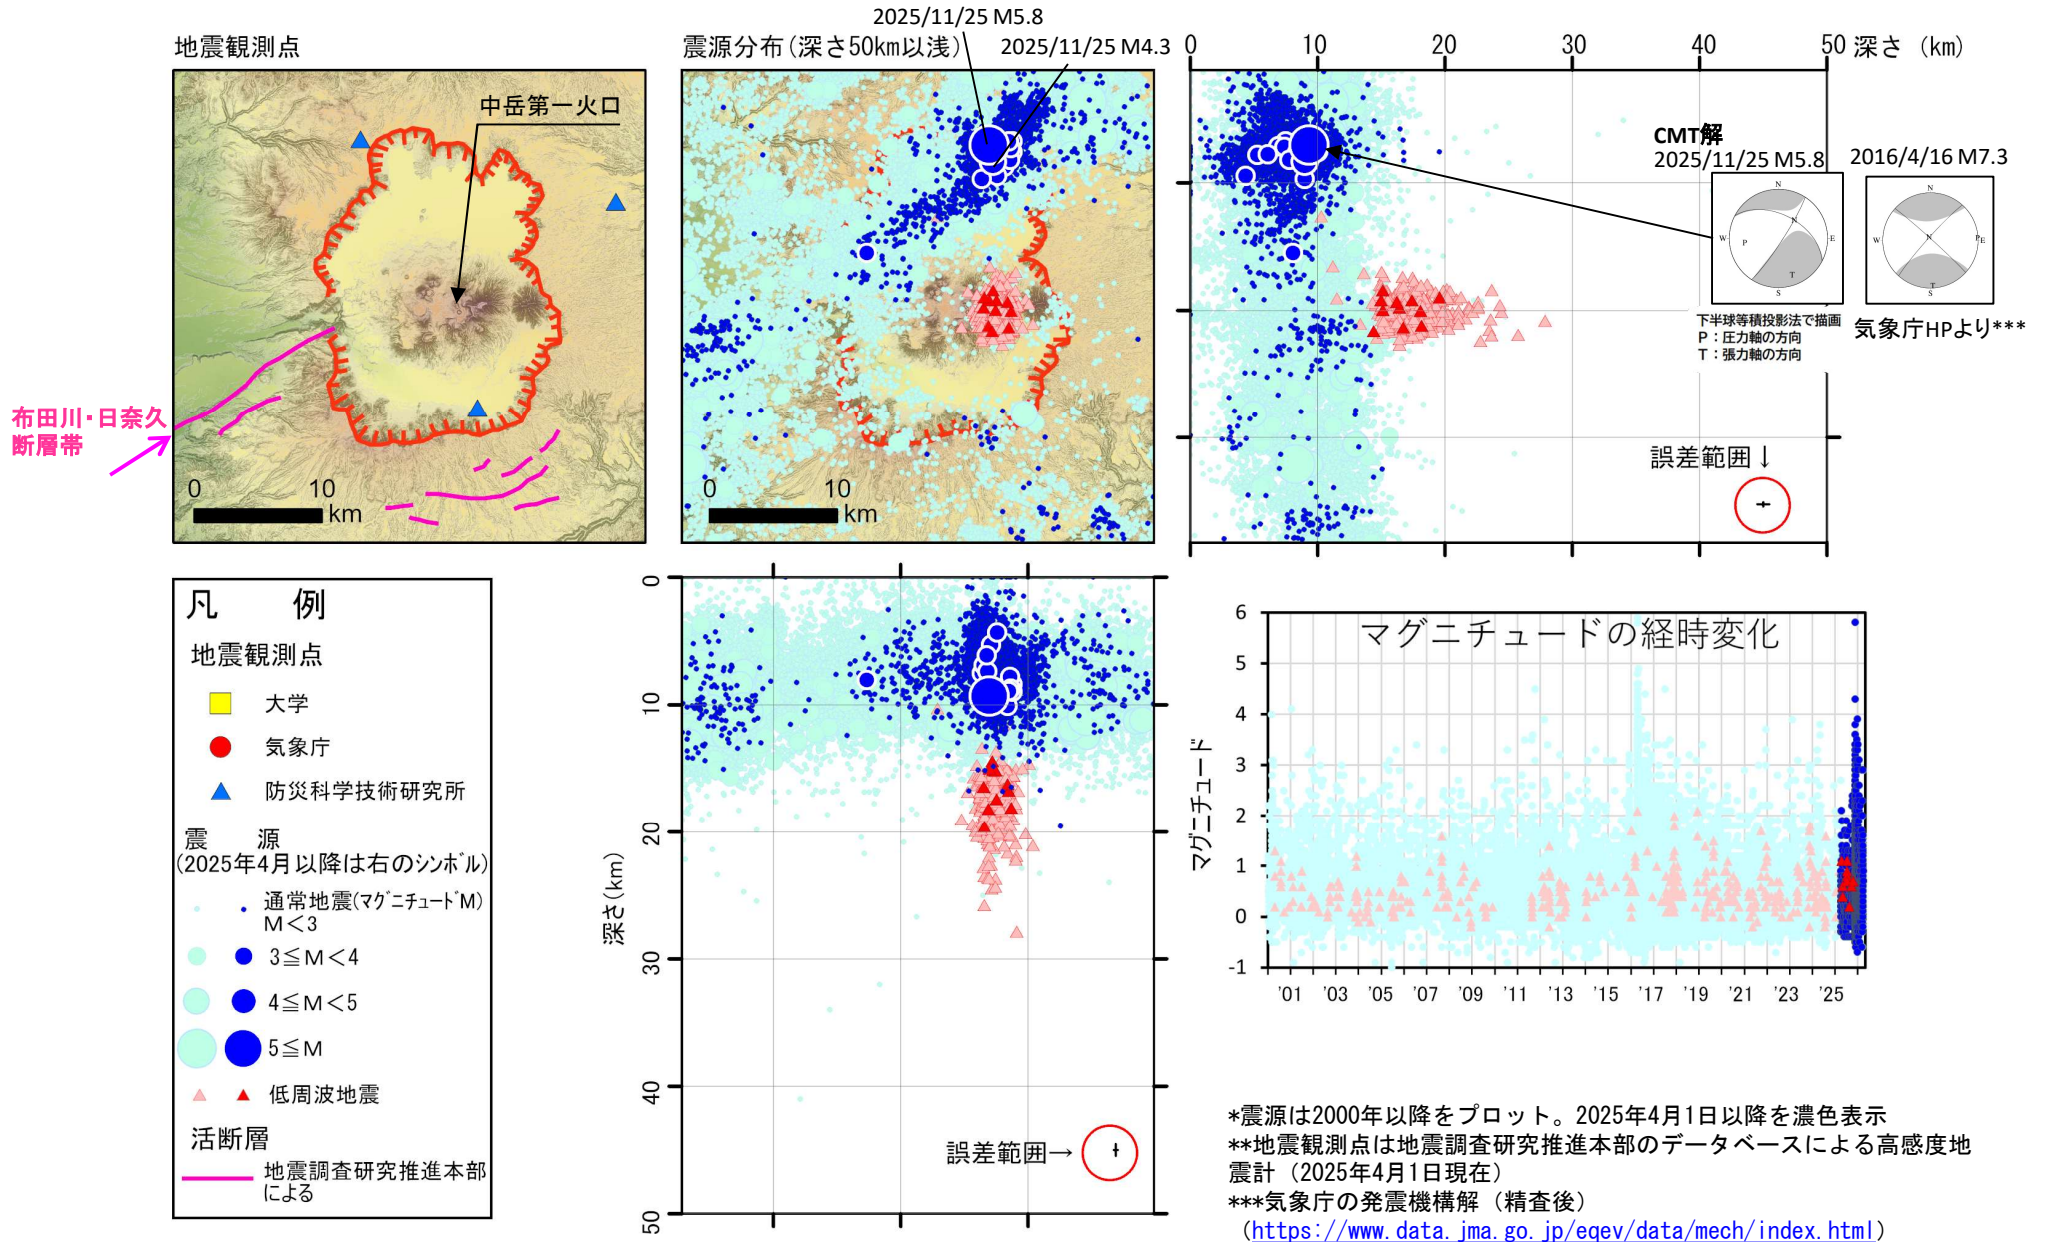 2025/11/25 M5.8
地震観測点
震源分布(深さ50km以浅)
2025/11/25 M4.3
0 10 20 30 40 50 深さ (km)
中岳第一火口
布田川・日奈久
断層帯
0 10
km
0 10
km
CMT解
2025/11/25 M5.8
2016/4/16 M7.3
N
N
W
P
E
T
S
N
W
N
P
E
T
S
下半球等積投影法で描画
P：圧力軸の方向
T：張力軸の方向
気象庁HPより***
誤差範囲↓
凡 例
地震観測点
大学
気象庁
防災科学技術研究所
震 源
(2025年4月以降は右のシンボル)
通常地震(マグニチュードM)
M＜3
3≦M＜4
4≦M＜5
5≦M
低周波地震
活断層
地震調査研究推進本部
による
0
10
20
30
40
50
深さ(km)
誤差範囲→
マグニチュードの経時変化
マグニチュード
6
5
4
3
2
1
0
-1
'01 '03 '05 '07 '09 '11 '13 '15 '17 '19 '21 '23 '25
*震源は2000年以降をプロット。2025年4月1日以降を濃色表示
**地震観測点は地震調査研究推進本部のデータベースによる高感度地
震計（2025年4月1日現在）
***気象庁の発震機構解（精査後）
（https://www.data.jma.go.jp/eqev/data/mech/index.html）